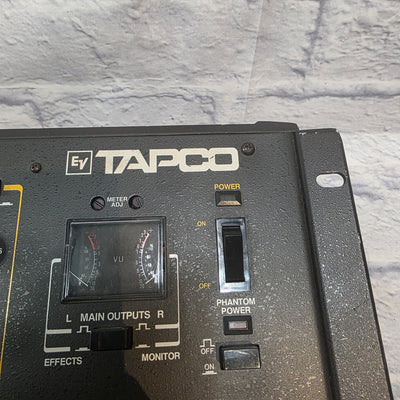 EV TAPCO
METER
ADJ
POWER
ON
VU
OFF
PHANTOM
POWER
L MAIN OUTPUTS R
OFF
ON
EFFECTS MONITOR